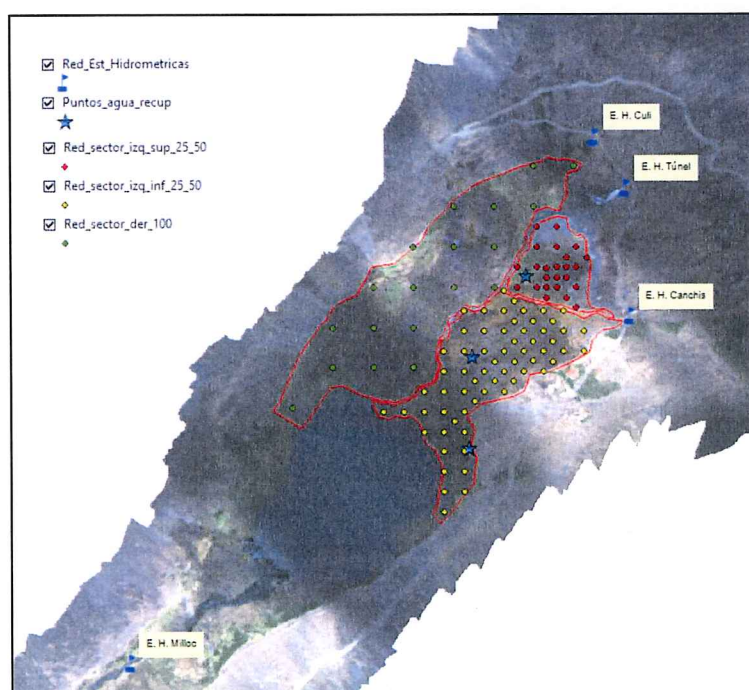 Red_Est_Hidrometricas
Puntos_agua_recup
Red_sector_izq_sup_25_50
Red_sector_izq_inf_25_50
Red_sector_der_100
E. H. Culi
E. H. Túnel
E. H. Canchis
E. H. Milloc